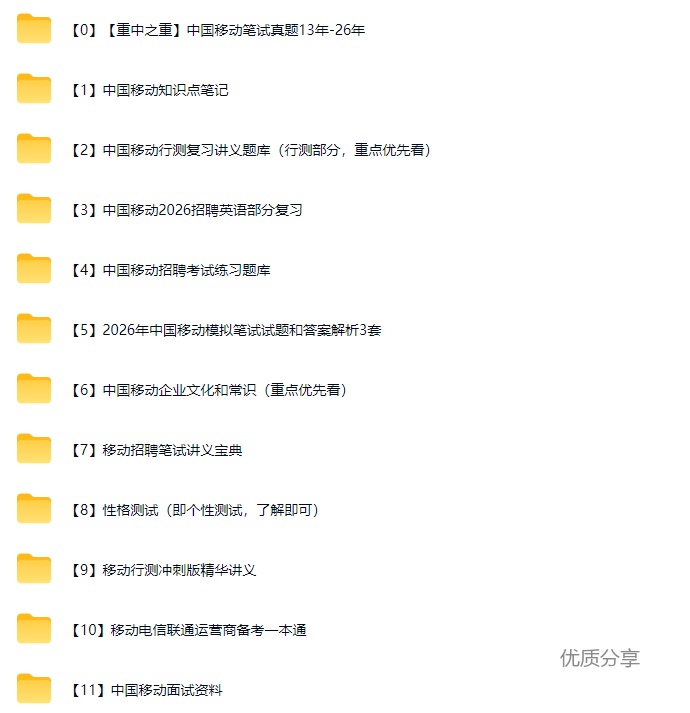 【0】【重中之重】中国移动笔试真题13年-26年
【1】中国移动知识点笔记
【2】中国移动行测复习讲义题库（行测部分，重点优先看）
【3】中国移动2026招聘英语部分复习
【4】中国移动招聘考试练习题库
【5】2026年中国移动模拟笔试试题和答案解析3套
【6】中国移动企业文化和常识（重点优先看）
【7】移动招聘笔试讲义宝典
【8】性格测试（即个性测试，了解即可）
【9】移动行测冲刺版精华讲义
【10】移动电信联通运营商备考一本通
优质分享
【11】中国移动面试资料